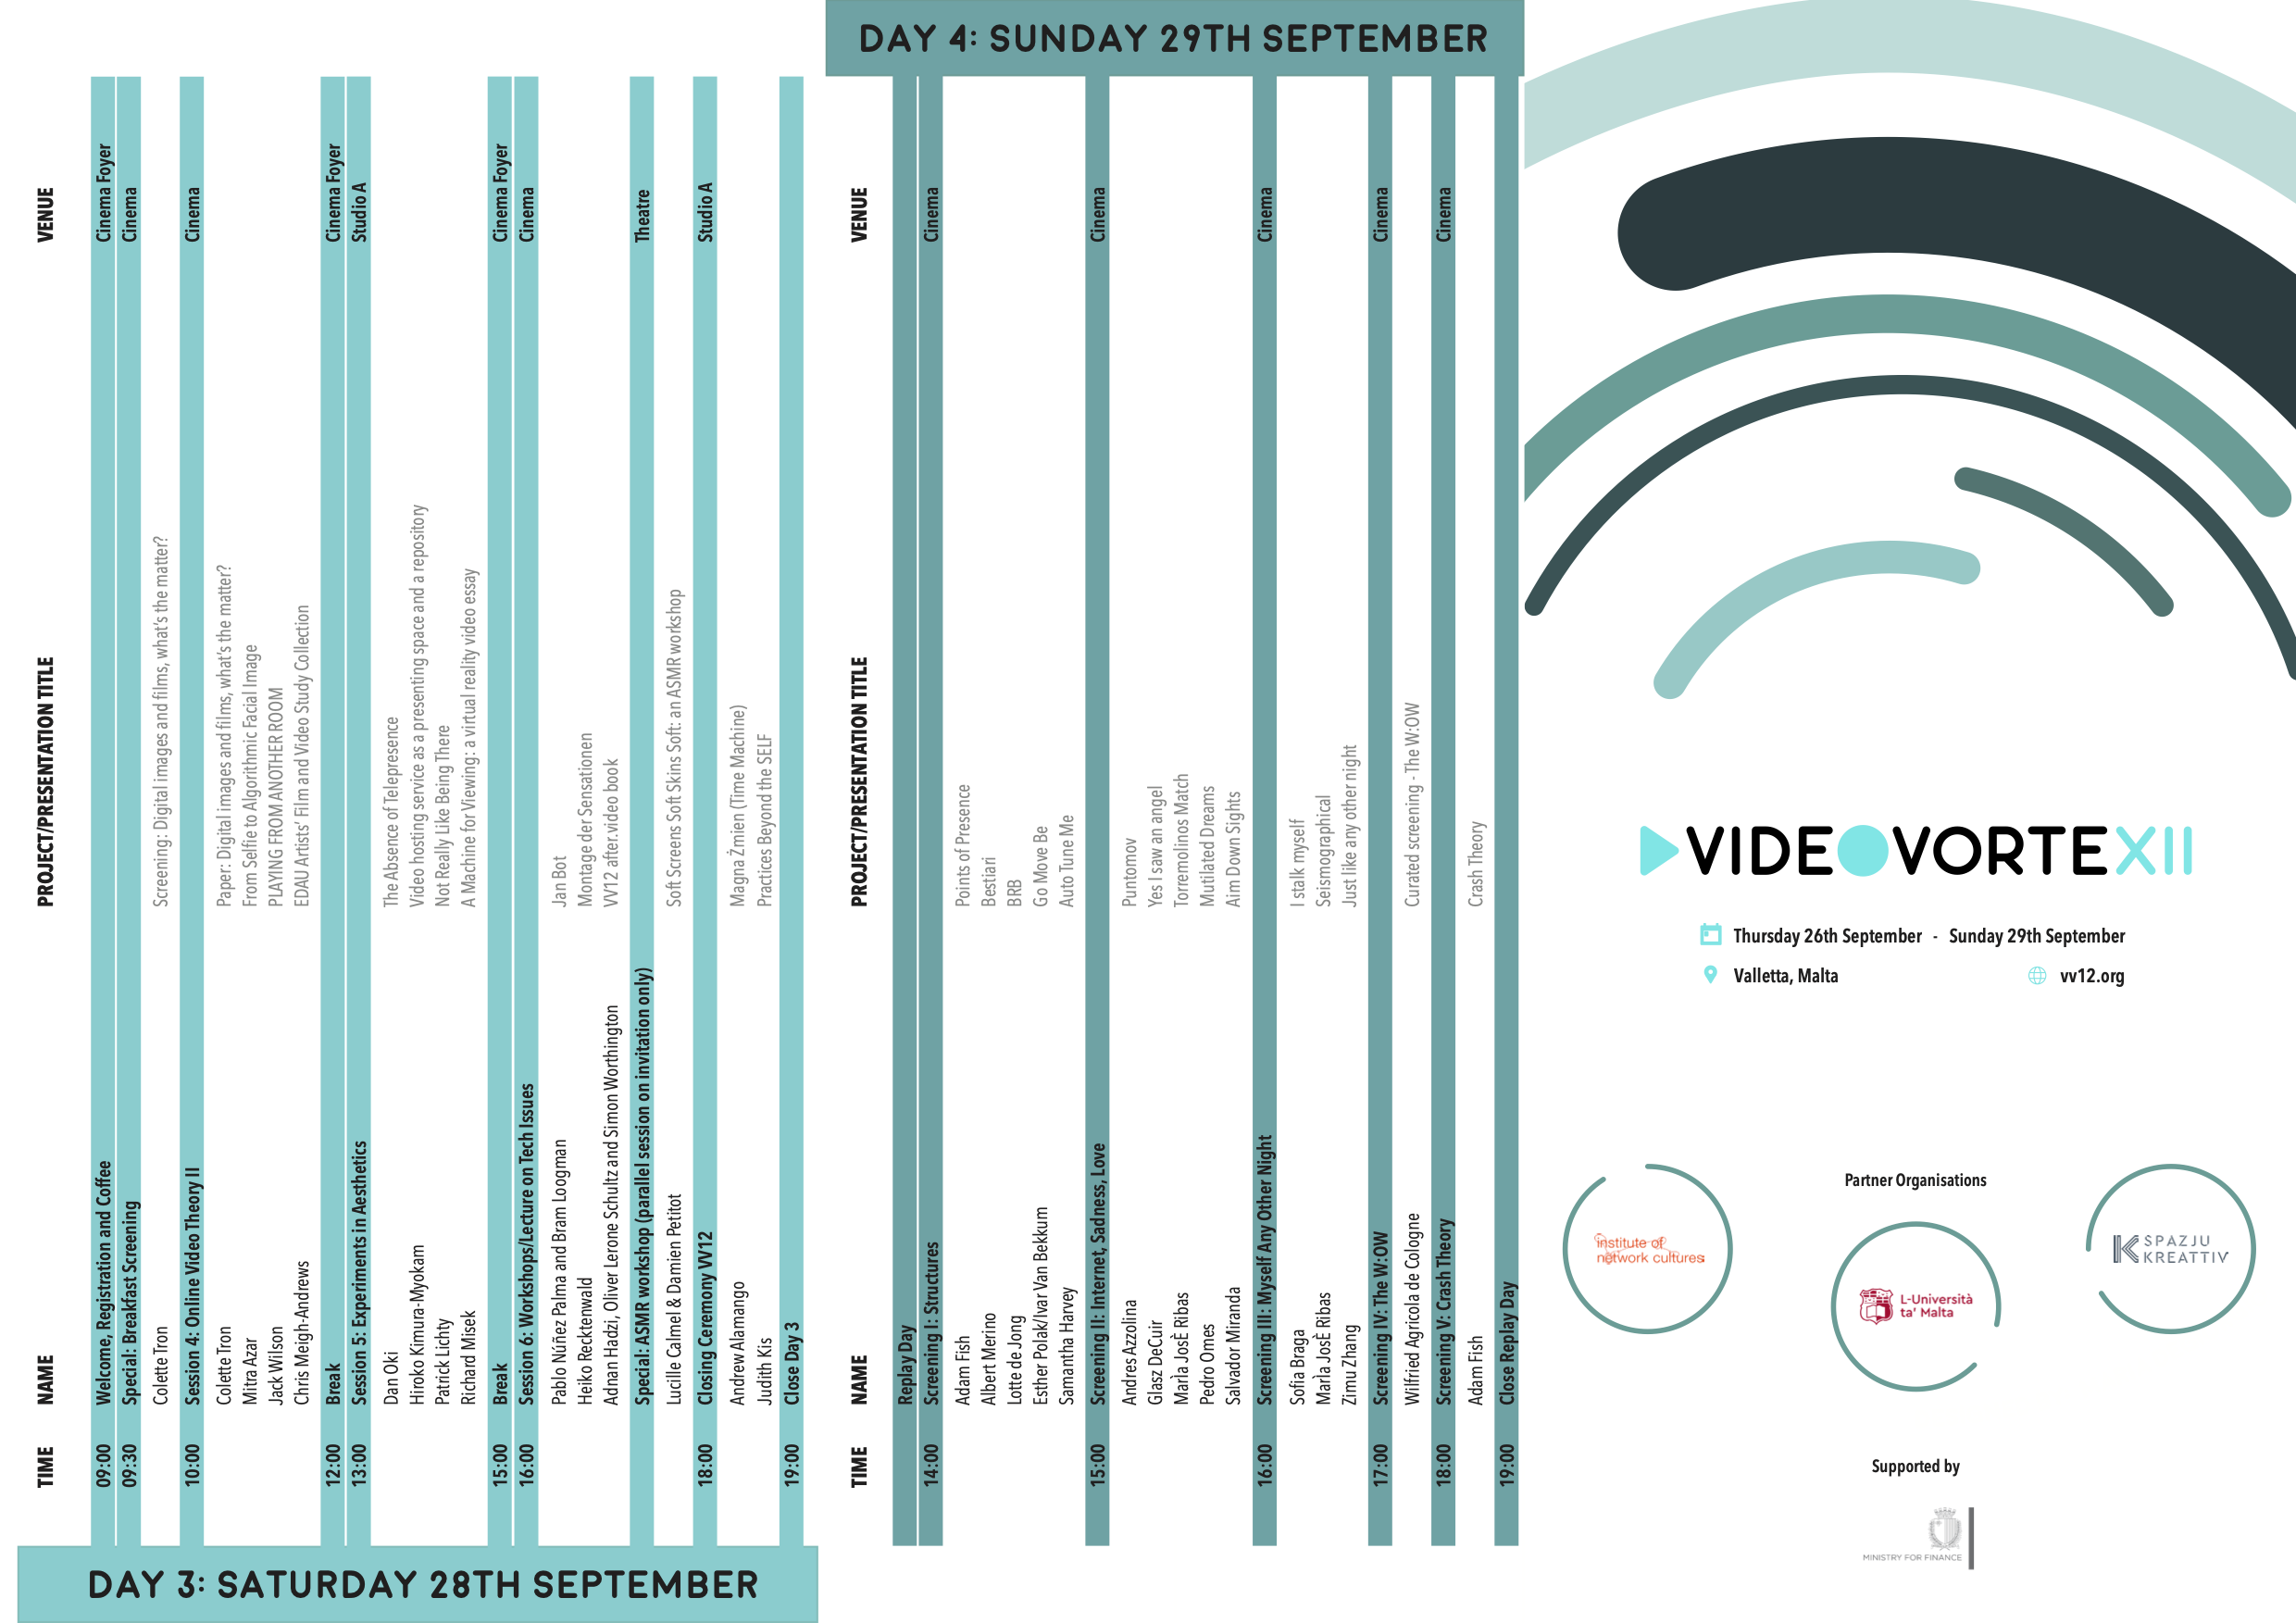 DAY 3: SATURDAY 28TH SEPTEMBER
TIME NAME PROJECT/PRESENTATION TITLE VENUE
09:00 Welcome, Registration and Coffee Cinema Foyer
09:30 Special: Breakfast Screening Cinema
Colette Tron Screening: Digital images and films, what's the matter?
10:00 Session 4: Online Video Theory II Cinema
Colette Tron Paper: Digital images and films, what's the matter?
Mitra Azar From Selfie to Algorithmic Facial Image
Jack Wilson PLAYING FROM ANOTHER ROOM
Chris Meigh-Andrews EDAU Artists' Film and Video Study Collection
12:00 Break Cinema Foyer
13:00 Session 5: Experiments in Aesthetics Studio A
Dan Oki The Absence of Telepresence
Hiroko Kimura-Myokam Video hosting service as a presenting space and a repository
Patrick Lichty Not Really Like Being There
Richard Misek A Machine for Viewing: a virtual reality video essay
15:00 Break Cinema Foyer
16:00 Session 6: Workshops/Lecture on Tech Issues Cinema
Pablo Núñez Palma and Bram Loogman Jan Bot
Heiko Recktenwald Montage der Sensationen
Adnan Hadzi, Oliver Lerone Schultz and Simon Worthington VV12 after.video book
Special: ASMR workshop (parallel session on invitation only) Theatre
Lucille Calmel & Damien Petitot Soft Screens Soft Skins Soft: an ASMR workshop
18:00 Closing Ceremony VV12 Studio A
Andrew Alamango Magna Żmien (Time Machine)
Judith Kis Practices Beyond the SELF
19:00 Close Day 3
DAY 4: SUNDAY 29TH SEPTEMBER
TIME NAME PROJECT/PRESENTATION TITLE VENUE
Replay Day
14:00 Screening I: Structures Cinema
Adam Fish Points of Presence
Albert Merino Bestiari
Lotte de Jong BRB
Esther Polak/Ivar Van Bekkum Go Move Be
Samantha Harvey Auto Tune Me
15:00 Screening II: Internet, Sadness, Love Cinema
Andres Azzolina Puntomov
Glasz DeCuir Yes I saw an angel
MarÌa JosÈ Ribas Torremolinos Match
Pedro Omes Mutilated Dreams
Salvador Miranda Aim Down Sights
16:00 Screening III: Myself Any Other Night Cinema
Sofia Braga I stalk myself
MarÌa JosÈ Ribas Seismographical
Zimu Zhang Just like any other night
17:00 Screening IV: The W:OW Cinema
Wilfried Agricola de Cologne Curated screening - The W:OW
18:00 Screening V: Crash Theory Cinema
Adam Fish Crash Theory
19:00 Close Replay Day
VIDEOVORTEXII
Thursday 26th September - Sunday 29th September
Valletta, Malta vv12.org
Partner Organisations
institute of
network cultures
L-Università
ta' Malta
SPAZJU
KREATTIV
Supported by
MINISTRY FOR FINANCE